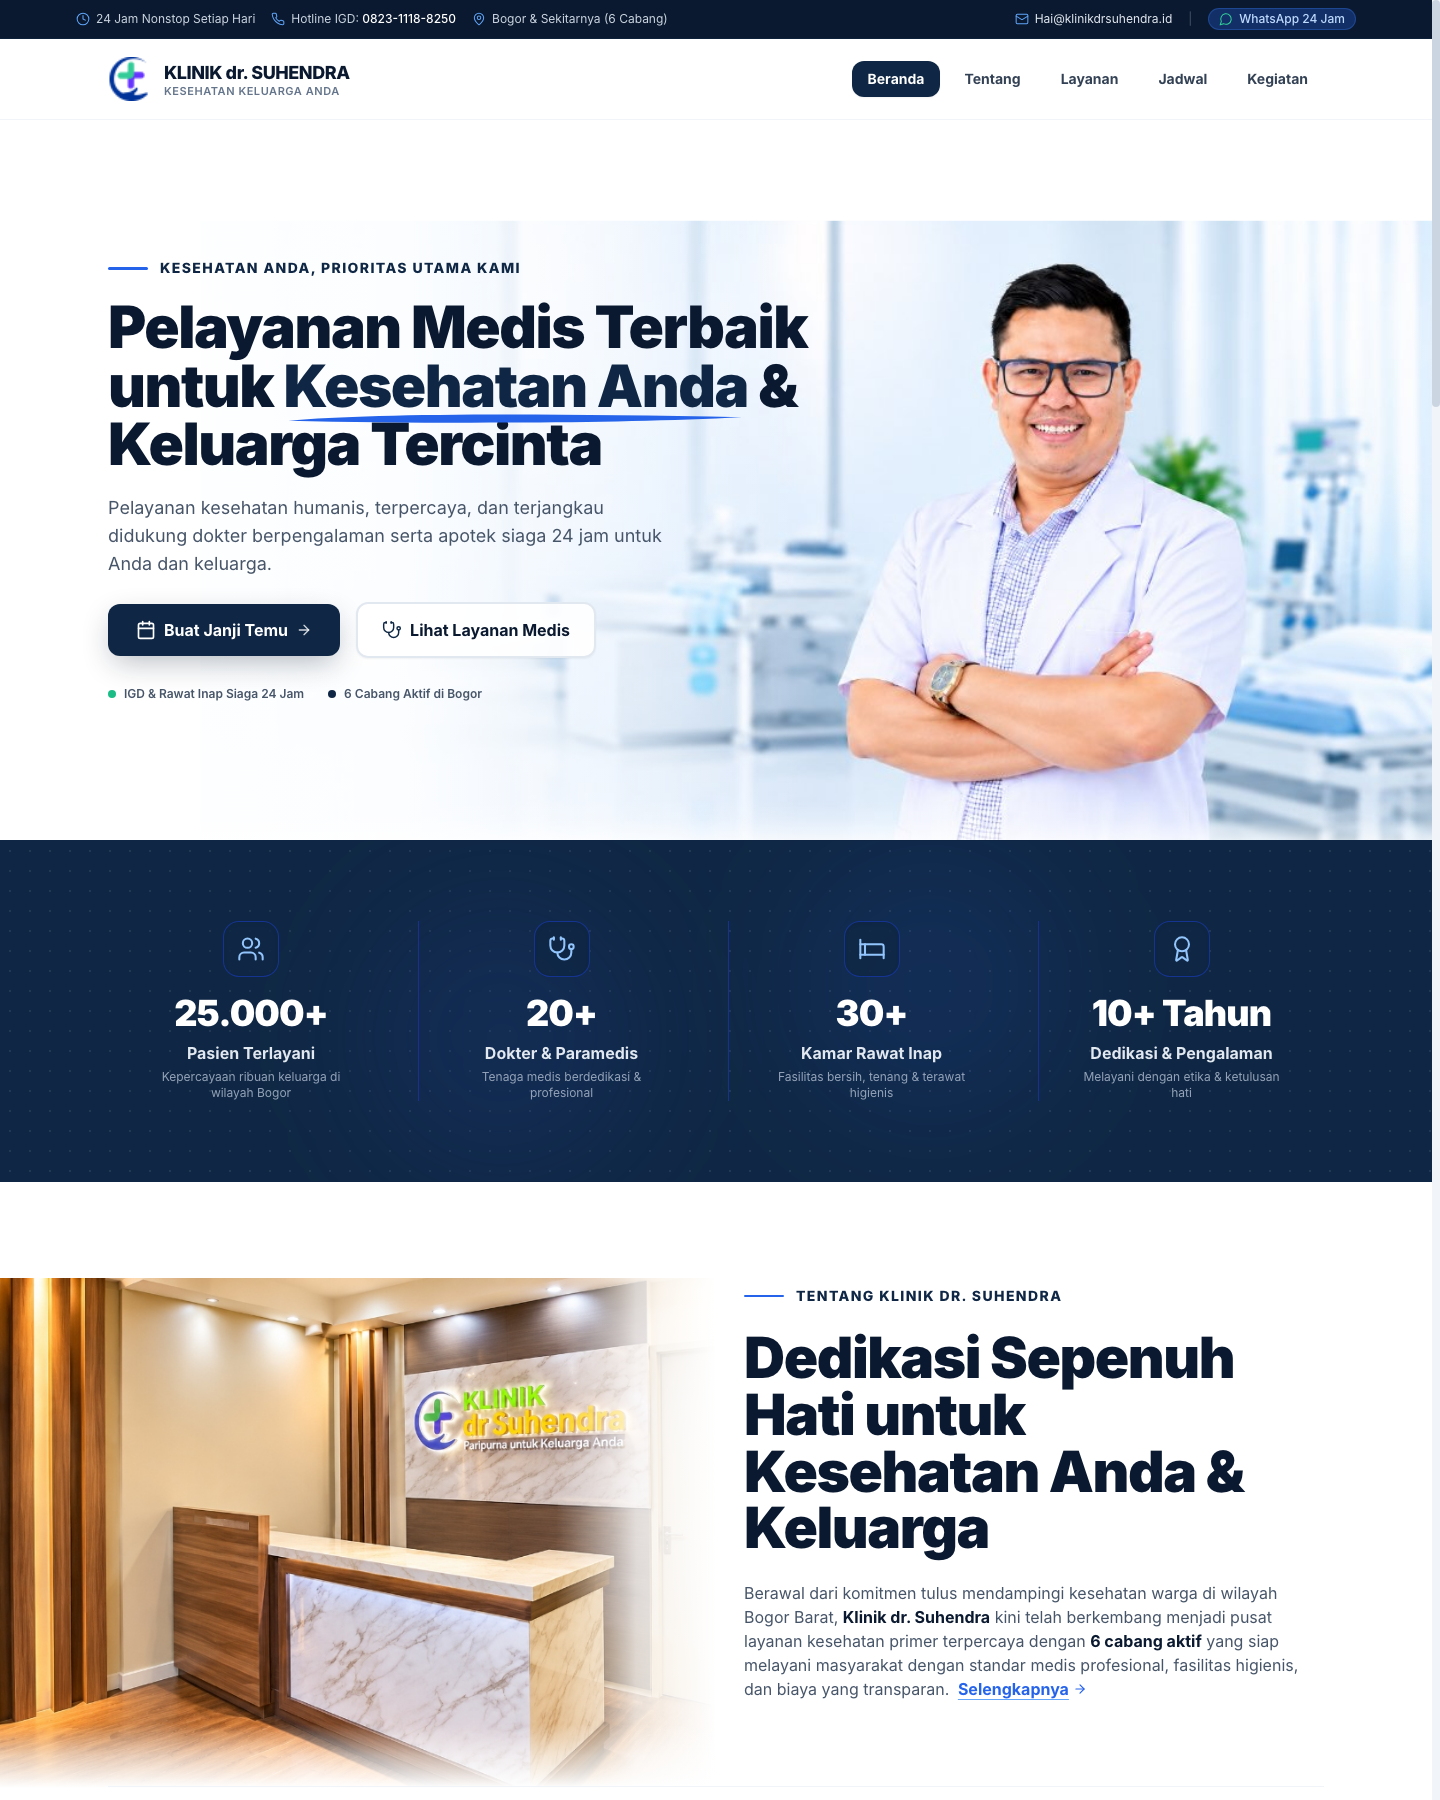 24 Jam Nonstop Setiap Hari
Hotline IGD: 0823-1118-8250
Bogor & Sekitarnya (6 Cabang)
Hai@klinikdrsuhendra.id
WhatsApp 24 Jam
KLINIK dr. SUHENDRA
KESEHATAN KELUARGA ANDA
Beranda
Tentang
Layanan
Jadwal
Kegiatan
KESEHATAN ANDA, PRIORITAS UTAMA KAMI
Pelayanan Medis Terbaik
untuk Kesehatan Anda &
Keluarga Tercinta
Pelayanan kesehatan humanis, terpercaya, dan terjangkau
didukung dokter berpengalaman serta apotek siaga 24 jam untuk
Anda dan keluarga.
Buat Janji Temu
Lihat Layanan Medis
IGD & Rawat Inap Siaga 24 Jam
6 Cabang Aktif di Bogor
25.000+
Pasien Terlayani
Kepercayaan ribuan keluarga di
wilayah Bogor
20+
Dokter & Paramedis
Tenaga medis berdedikasi &
profesional
30+
Kamar Rawat Inap
Fasilitas bersih, tenang & terawat
higienis
10+ Tahun
Dedikasi & Pengalaman
Melayani dengan etika & ketulusan
hati
KLINIK
dr Suhendra
Paripurna untuk Keluarga Anda
TENTANG KLINIK DR. SUHENDRA
Dedikasi Sepenuh
Hati untuk
Kesehatan Anda &
Keluarga
Berawal dari komitmen tulus mendampingi kesehatan warga di wilayah
Bogor Barat, Klinik dr. Suhendra kini telah berkembang menjadi pusat
layanan kesehatan primer terpercaya dengan 6 cabang aktif yang siap
melayani masyarakat dengan standar medis profesional, fasilitas higienis,
dan biaya yang transparan. Selengkapnya